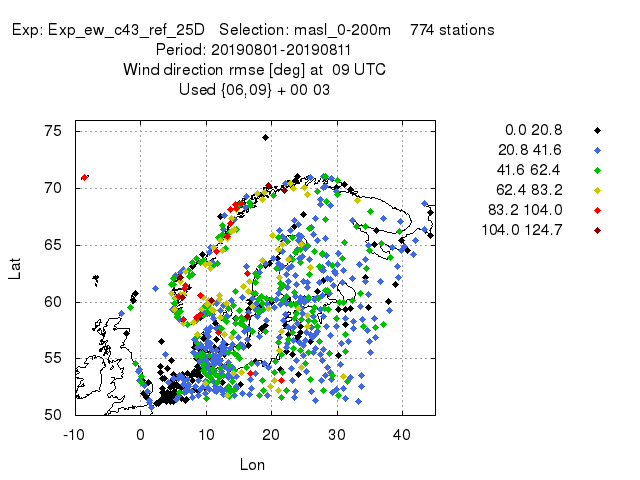 Exp: Exp_ew_c43_ref_25D   Selection: masl_0-200m    774 stations
Period: 20190801-20190811
Wind direction rmse [deg] at  09 UTC
Used {06,09} + 00 03
0.0 20.8
20.8 41.6
41.6 62.4
62.4 83.2
83.2 104.0
104.0 124.7
Lat
75
70
65
60
55
50
-10 0 10 20 30 40
Lon